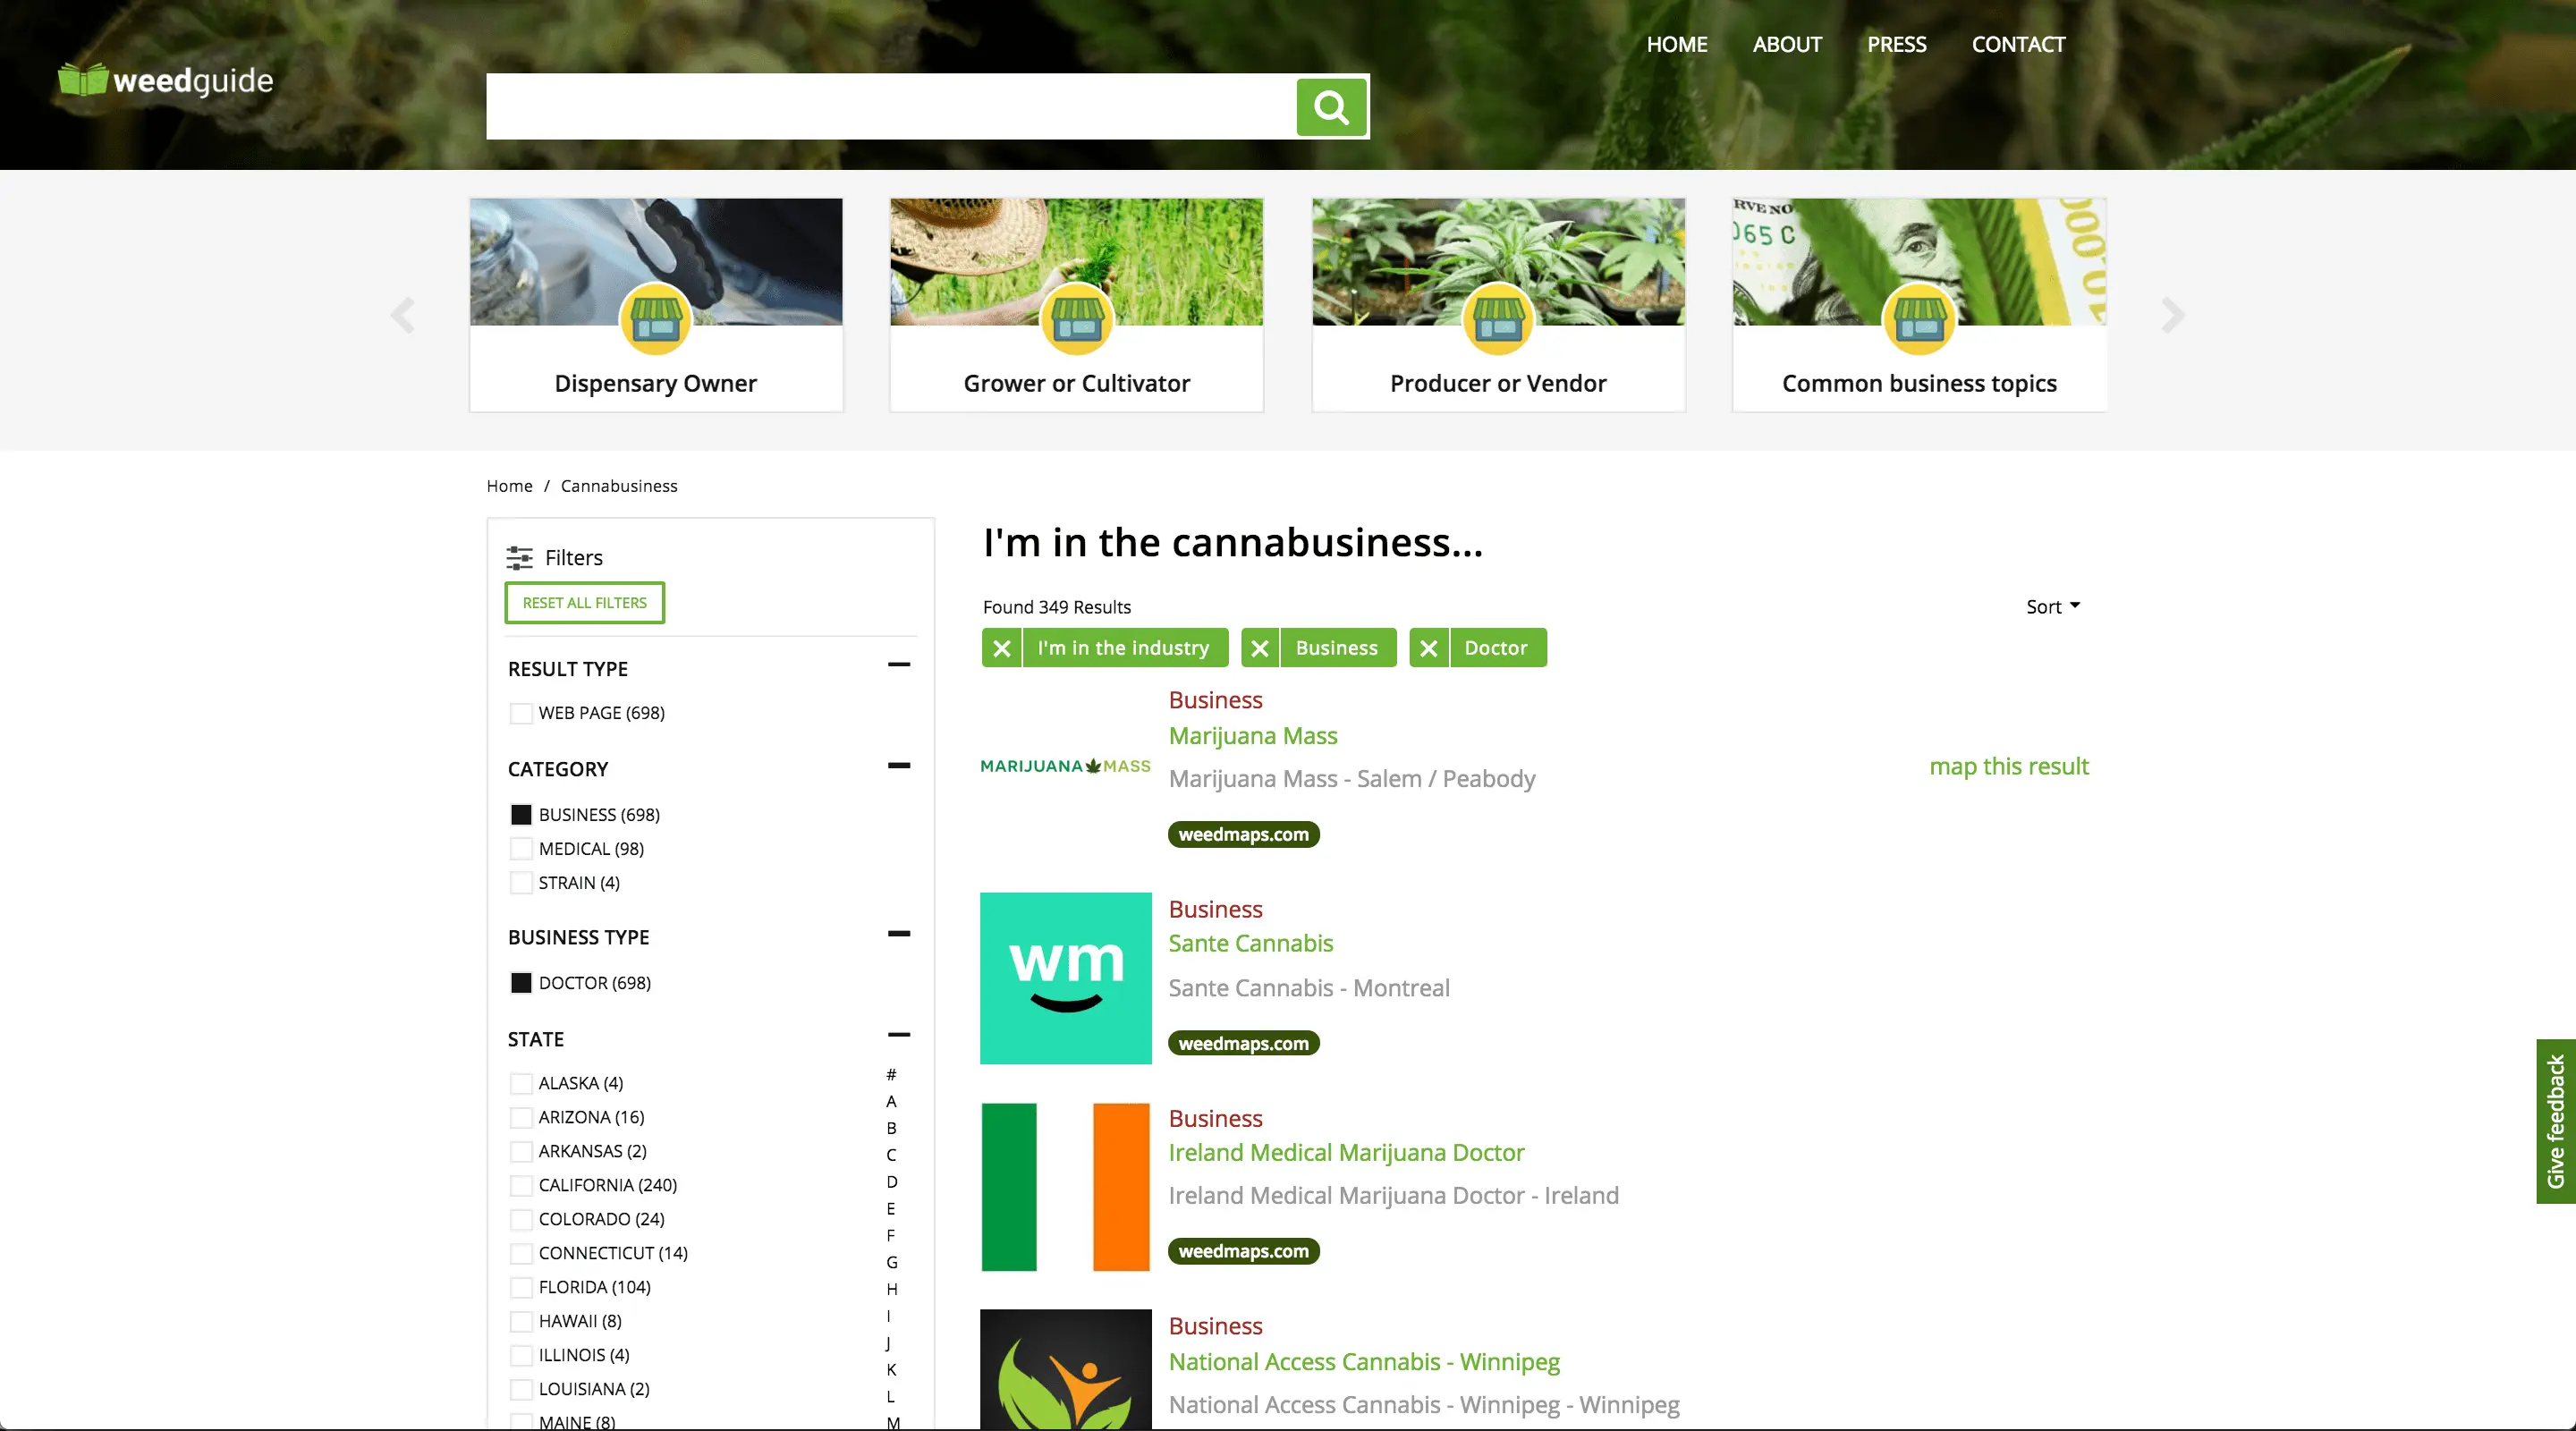 HOME ABOUT PRESS CONTACT
weedguide
RVE NO
065 C
10 000
Dispensary Owner
Grower or Cultivator
Producer or Vendor
Common business topics
Home / Cannabusiness
Filters
RESET ALL FILTERS
RESULT TYPE
WEB PAGE (698)
CATEGORY
BUSINESS (698)
MEDICAL (98)
STRAIN (4)
BUSINESS TYPE
DOCTOR (698)
STATE
ALASKA (4)
ARIZONA (16)
ARKANSAS (2)
CALIFORNIA (240)
COLORADO (24)
CONNECTICUT (14)
FLORIDA (104)
HAWAII (8)
ILLINOIS (4)
LOUISIANA (2)
MAINE (8)
#
A
B
C
D
E
F
G
H
I
J
K
L
M
I'm in the cannabusiness...
Found 349 Results
Sort
I'm in the industry
Business
Doctor
MARIJUANA MASS
Business
Marijuana Mass
Marijuana Mass - Salem / Peabody
weedmaps.com
map this result
wm
Business
Sante Cannabis
Sante Cannabis - Montreal
weedmaps.com
Business
Ireland Medical Marijuana Doctor
Ireland Medical Marijuana Doctor - Ireland
weedmaps.com
Business
National Access Cannabis - Winnipeg
National Access Cannabis - Winnipeg - Winnipeg
Give feedback